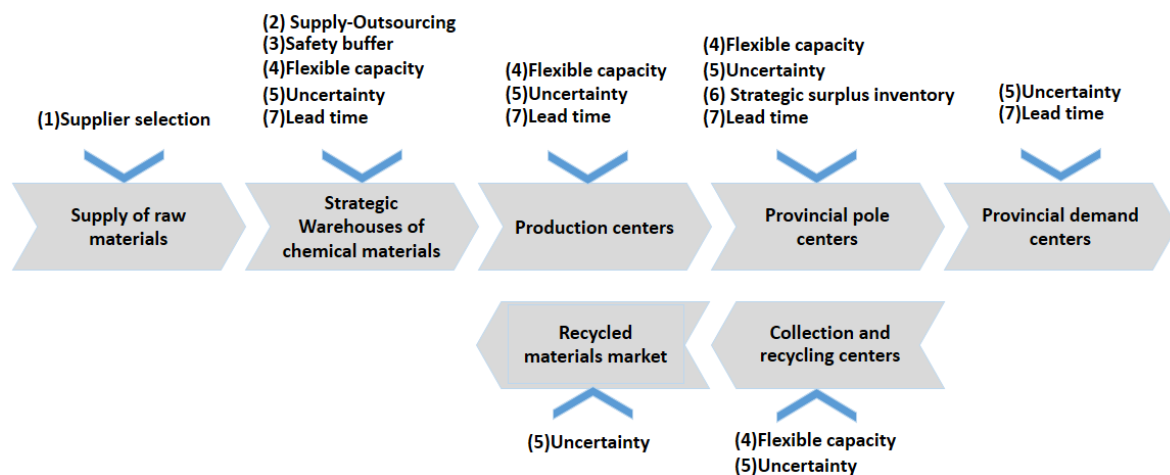 (1)Supplier selection
(2) Supply-Outsourcing
(3)Safety buffer
(4)Flexible capacity
(5)Uncertainty
(7)Lead time
(4)Flexible capacity
(5)Uncertainty
(7)Lead time
(4)Flexible capacity
(5)Uncertainty
(6) Strategic surplus inventory
(7)Lead time
(5)Uncertainty
(7)Lead time
Supply of raw
materials
Strategic
Warehouses of
chemical materials
Production centers
Provincial pole
centers
Provincial demand
centers
Recycled
materials market
Collection and
recycling centers
(5)Uncertainty
(4)Flexible capacity
(5)Uncertainty